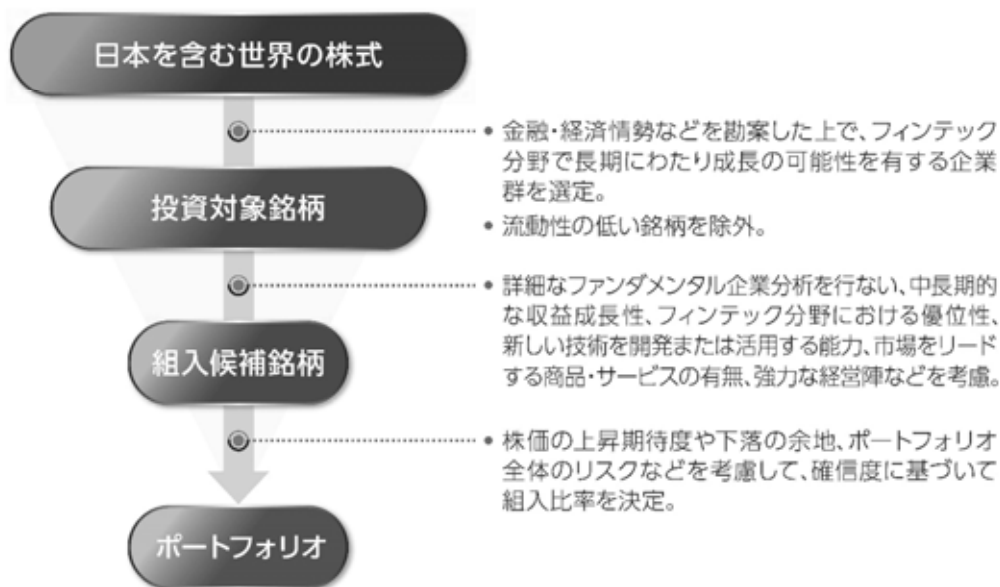 日本を含む世界の株式
• 金融・経済情勢などを勘案した上で、フィンテック
分野で長期にわたり成長の可能性を有する企業
群を選定。
• 流動性の低い銘柄を除外。
投資対象銘柄
• 詳細なファンダメンタル企業分析を行ない、中長期的
な収益成長性、フィンテック分野における優位性、
新しい技術を開発または活用する能力、市場をリード
する商品・サービスの有無、強力な経営陣などを考慮。
組入候補銘柄
• 株価の上昇期待度や下落の余地、ポートフォリオ
全体のリスクなどを考慮して、確信度に基づいて
組入比率を決定。
ポートフォリオ